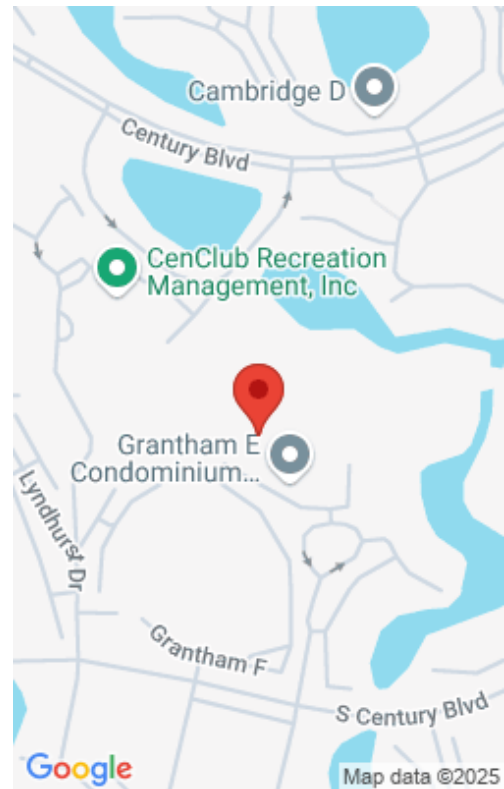 Cambridge D
Century Blvd
CenClub Recreation
Management, Inc
Grantham E
Condominium...
Lyndhurst Dr
Grantham F
S Century Blvd
Google
Map data ©2025